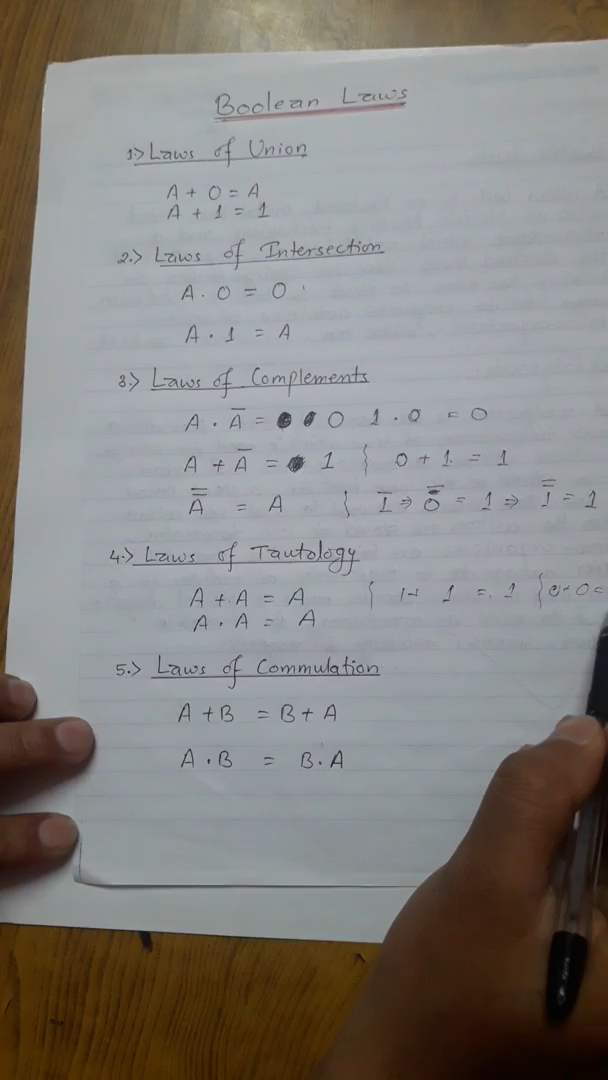 Boolean Laws
1.> Laws of Union
A + 0 = A
A + 1 = 1
2.> Laws of Intersection
A . 0 = 0
A . 1 = A
3.> Laws of Complements
A . A̅ = 0 1 . 0 = 0
A + A̅ = 1 { 0 + 1 = 1
A̿ = A { 1̅ ⇒ 0̿ = 1 ⇒ 1̿ = 1
4.> Laws of Tautology
A + A = A { 1+ 1 = 1 { 0+0=
A . A = A
5.> Laws of Commulation
A + B = B + A
A . B = B . A